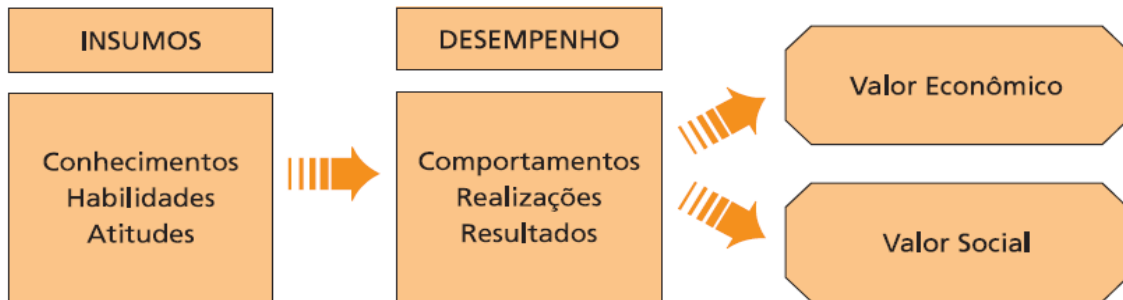 INSUMOS
Conhecimentos
Habilidades
Atitudes
DESEMPENHO
Comportamentos
Realizações
Resultados
Valor Econômico
Valor Social